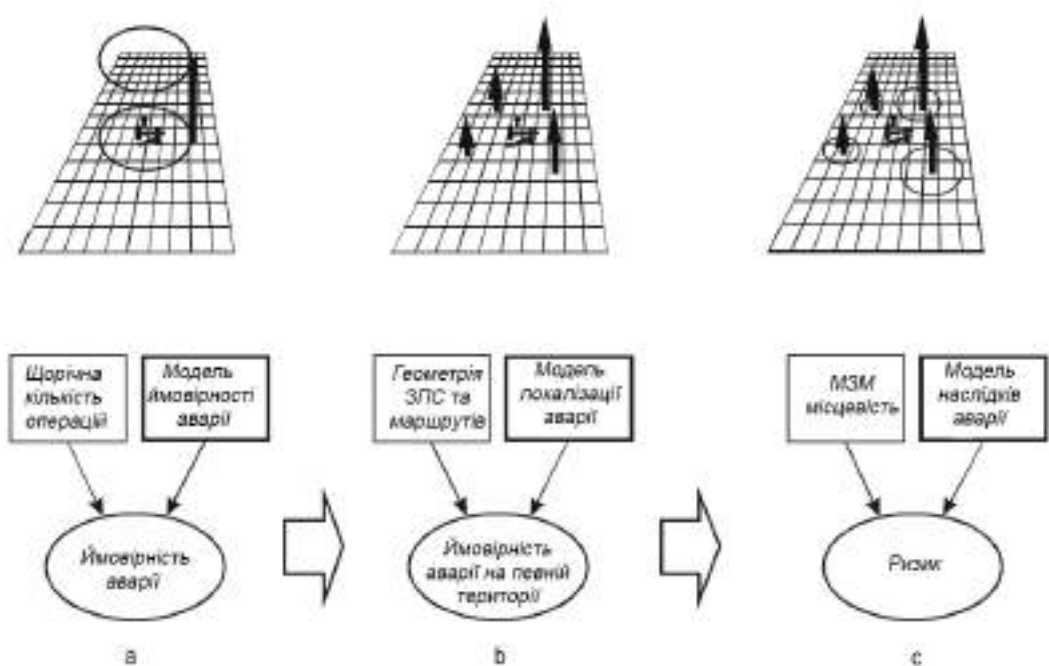 Щорічна
кількість
операцій
Модель
ймовірності
аварії
Геометрія
ЗПС та
маршрутів
Модель
локалізації
аварії
МЗМ
місцевість
Модель
наслідків
аварії
Ймовірність
аварії
Ймовірність
аварії на певній
території
Ризик
a
b
c